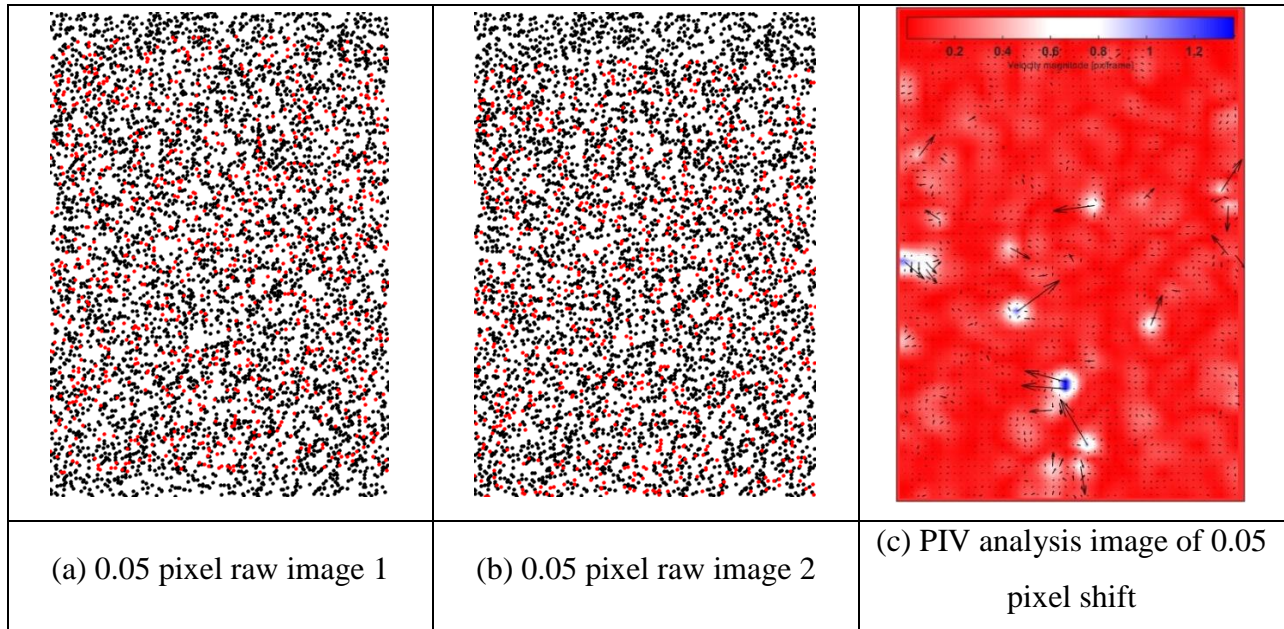 0.2 0.4 0.6 0.8 1 1.2
Velocity magnitude [px/frame]
(a) 0.05 pixel raw image 1
(b) 0.05 pixel raw image 2
(c) PIV analysis image of 0.05
pixel shift